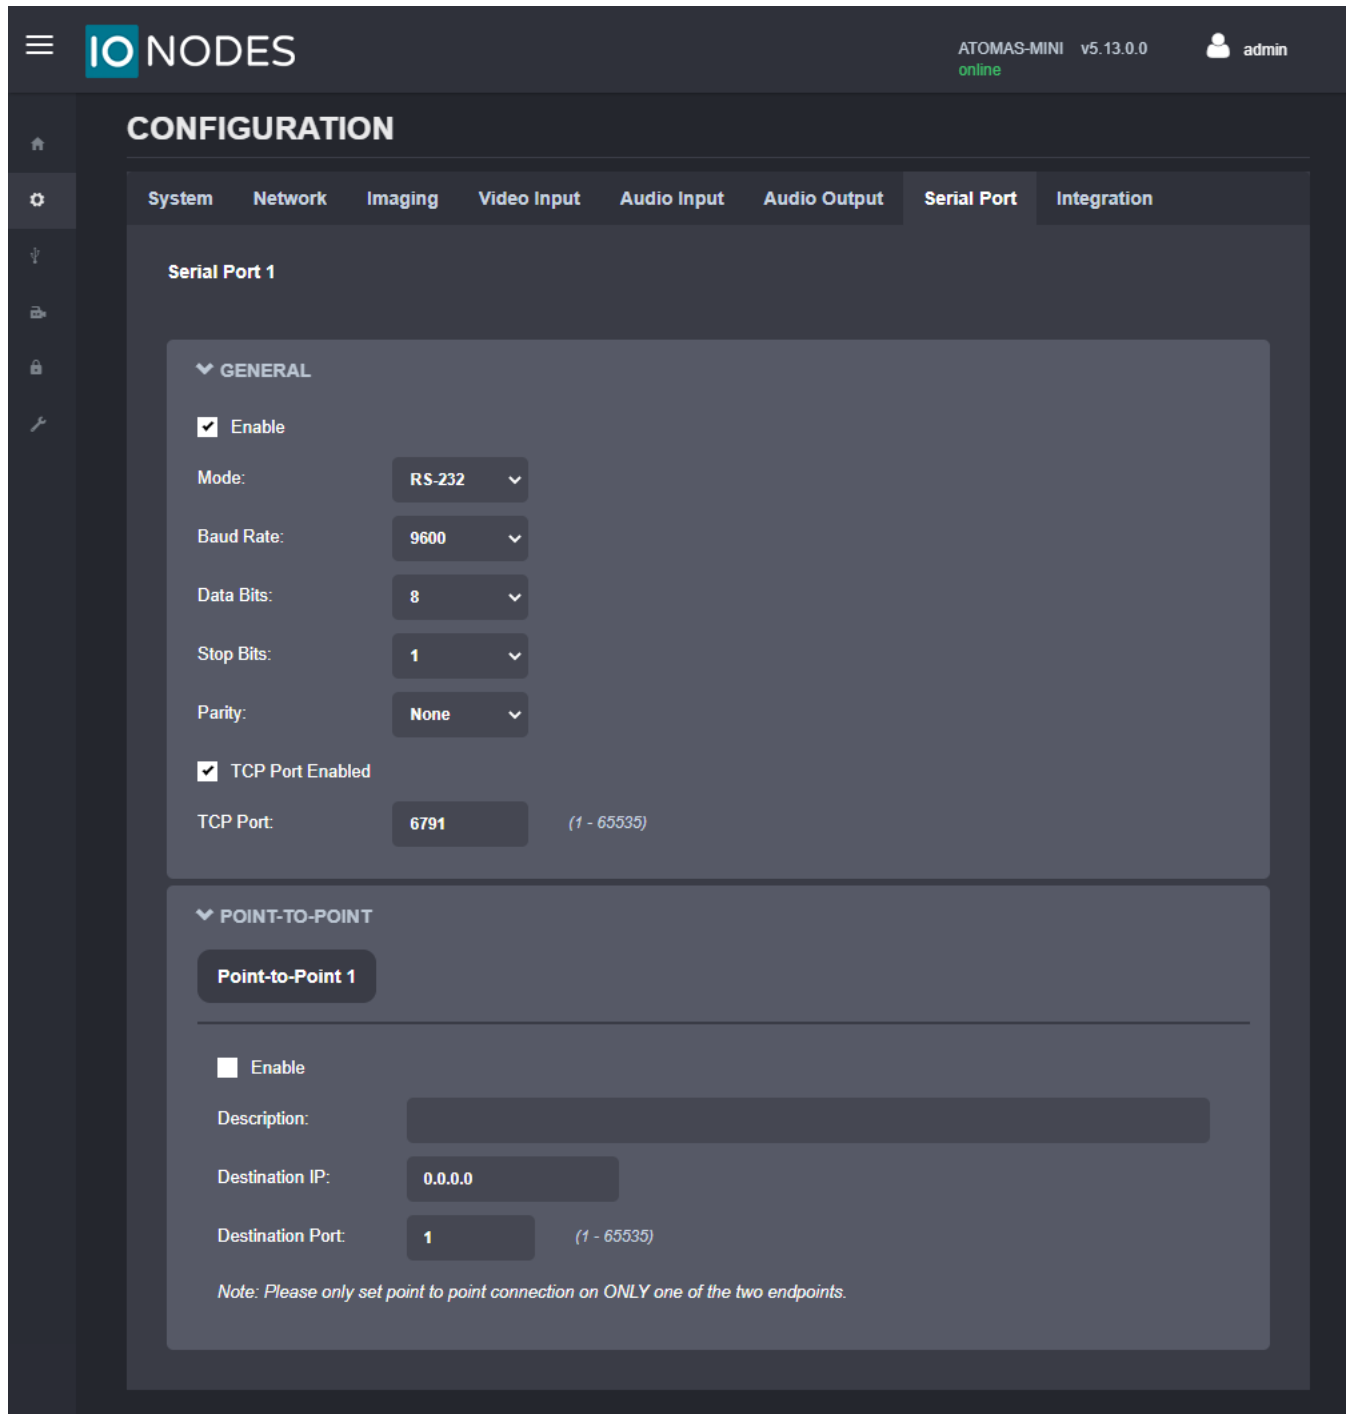 IONODES
ATOMAS-MINI v5.13.0.0
online
admin
CONFIGURATION
System Network Imaging Video Input Audio Input Audio Output Serial Port Integration
Serial Port 1
GENERAL
Enable
Mode: RS-232
Baud Rate: 9600
Data Bits: 8
Stop Bits: 1
Parity: None
TCP Port Enabled
TCP Port: 6791 (1 - 65535)
POINT-TO-POINT
Point-to-Point 1
Enable
Description:
Destination IP: 0.0.0.0
Destination Port: 1 (1 - 65535)
Note: Please only set point to point connection on ONLY one of the two endpoints.